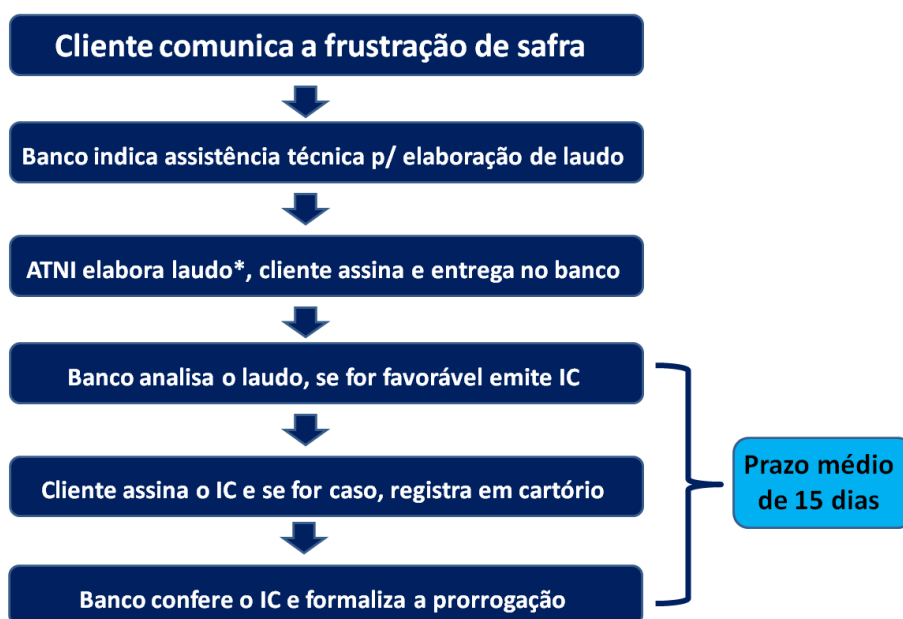 Cliente comunica a frustração de safra
Banco indica assistência técnica p/ elaboração de laudo
ATNI elabora laudo*, cliente assina e entrega no banco
Banco analisa o laudo, se for favorável emite IC
Cliente assina o IC e se for caso, registra em cartório
Banco confere o IC e formaliza a prorrogação
Prazo médio
de 15 dias